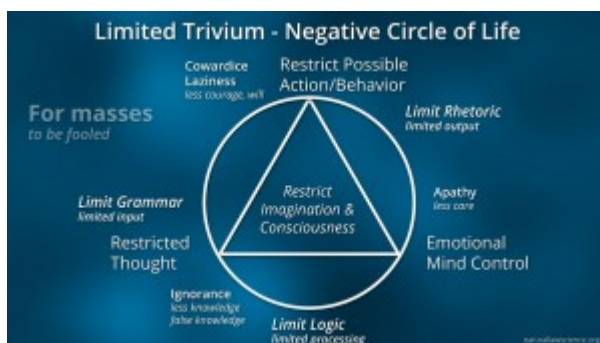 Limited Trivium - Negative Circle of Life
Cowardice
Laziness
less courage, will
Restrict Possible
Action/Behavior
For masses
to be fooled
Limit Rhetoric
limited output
Limit Grammar
limited input
Restrict
Imagination &
Consciousness
Apathy
less care
Restricted
Thought
Emotional
Mind Control
Ignorance
less knowledge
false knowledge
Limit Logic
limited processing